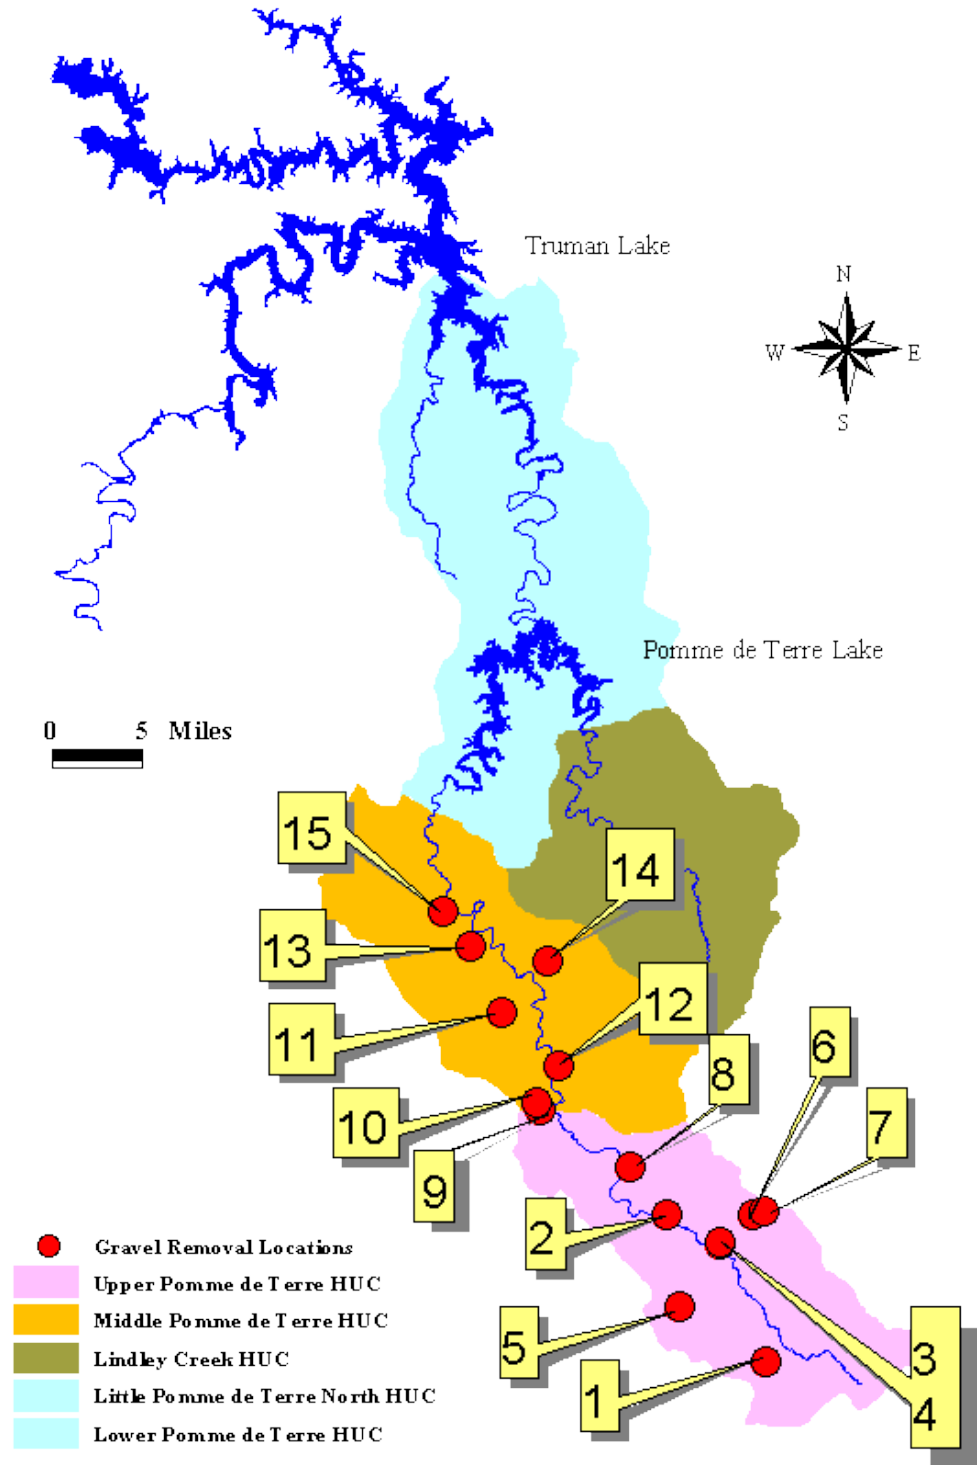 Truman Lake
N
W
E
S
Pomme de Terre Lake
0 5 Miles
15
14
13
12
11
6
8
7
10
9
2
3
5
1
4
Gravel Removal Locations
Upper Pomme de Terre HUC
Middle Pomme de Terre HUC
Lindley Creek HUC
Little Pomme de Terre North HUC
Lower Pomme de Terre HUC